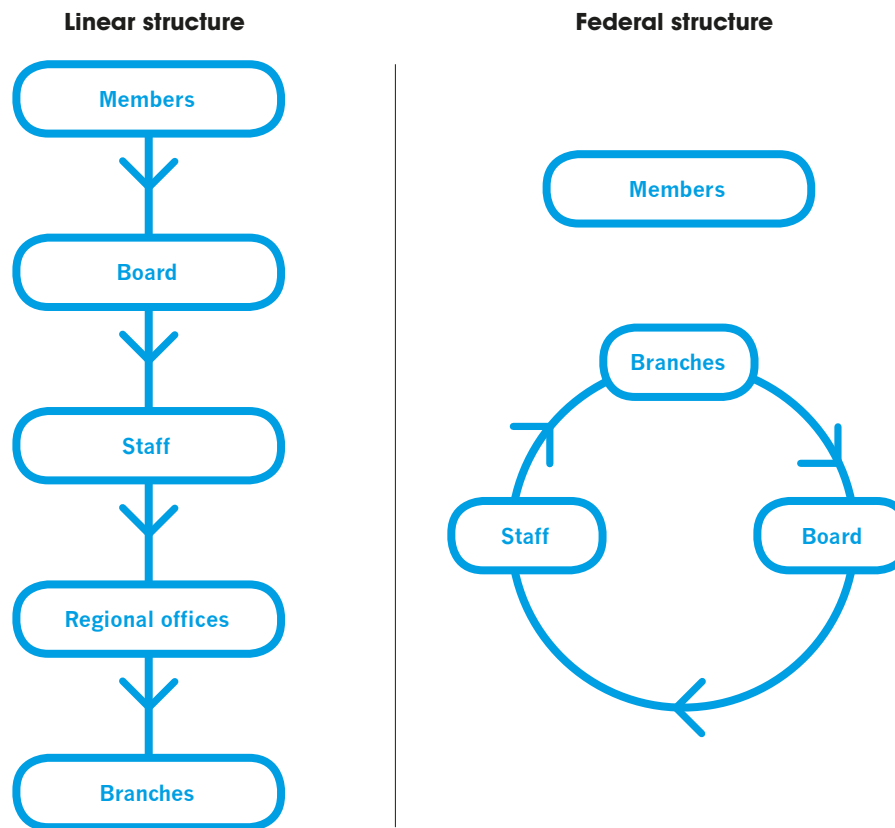 Linear structure
Members
Board
Staff
Regional offices
Branches
Federal structure
Members
Branches
Staff
Board